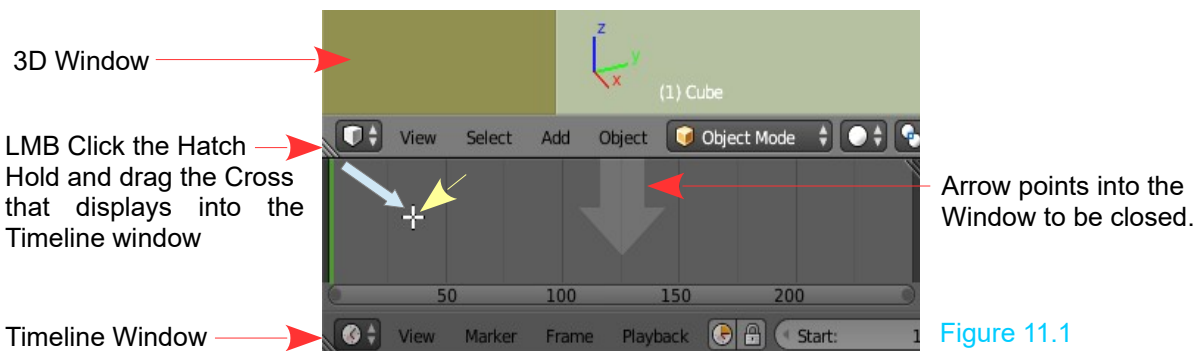 3D Window
z
y
x
(1) Cube
LMB Click the Hatch
Hold and drag the Cross
that displays into the
Timeline window
View Select Add Object Object Mode
Arrow points into the
Window to be closed.
50 100 150 200
Timeline Window
View Marker Frame Playback Start: 1
Figure 11.1